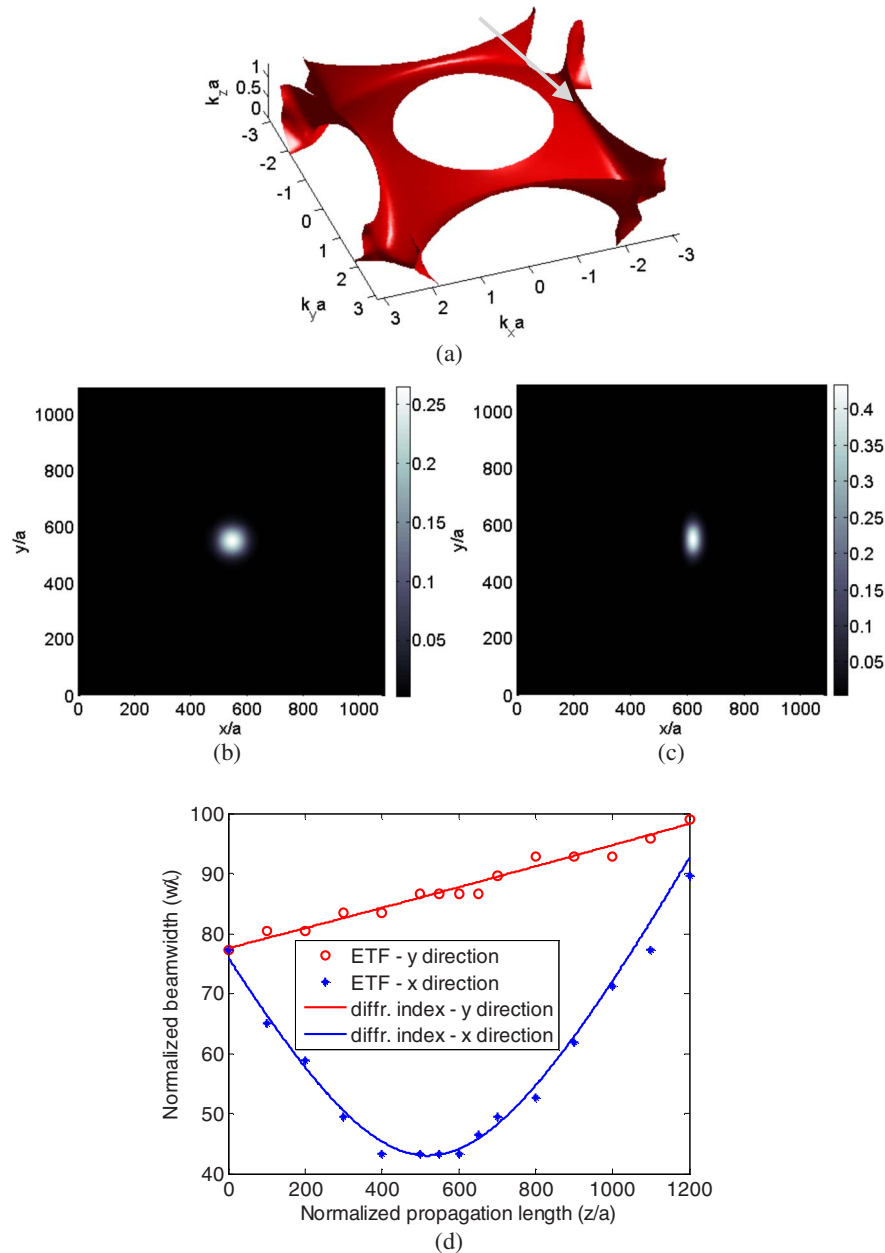 1
0.5
0
k_z a
-3
-2
-1
0
1
2
3
k_y a
3
2
1
0
-1
-2
-3
k_x a
(a)
1000
800
600
400
200
0
y/a
0 200 400 600 800 1000
x/a
0.25
0.2
0.15
0.1
0.05
(b)
1000
800
600
400
200
0
y/a
0 200 400 600 800 1000
x/a
0.4
0.35
0.3
0.25
0.2
0.15
0.1
0.05
(c)
100
90
80
70
60
50
40
Normalized beamwidth (w/λ)
ETF - y direction
ETF - x direction
diffr. index - y direction
diffr. index - x direction
0 200 400 600 800 1000 1200
Normalized propagation length (z/a)
(d)